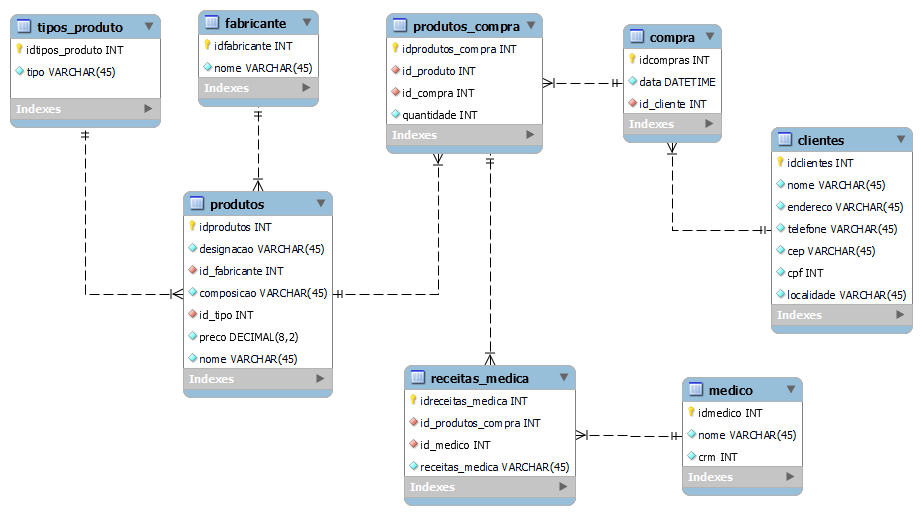 tipos_produto
idtipos_produto INT
tipo VARCHAR(45)
Indexes
fabricante
idfabricante INT
nome VARCHAR(45)
Indexes
produtos_compra
idprodutos_compra INT
id_produto INT
id_compra INT
quantidade INT
Indexes
compra
idcompras INT
data DATETIME
id_cliente INT
Indexes
clientes
idclientes INT
nome VARCHAR(45)
endereco VARCHAR(45)
telefone VARCHAR(45)
cep VARCHAR(45)
cpf INT
localidade VARCHAR(45)
Indexes
produtos
idprodutos INT
designacao VARCHAR(45)
id_fabricante INT
composicao VARCHAR(45)
id_tipo INT
preco DECIMAL(8,2)
nome VARCHAR(45)
Indexes
receitas_medica
idreceitas_medica INT
id_produtos_compra INT
id_medico INT
receitas_medica VARCHAR(45)
Indexes
medico
idmedico INT
nome VARCHAR(45)
crm INT
Indexes